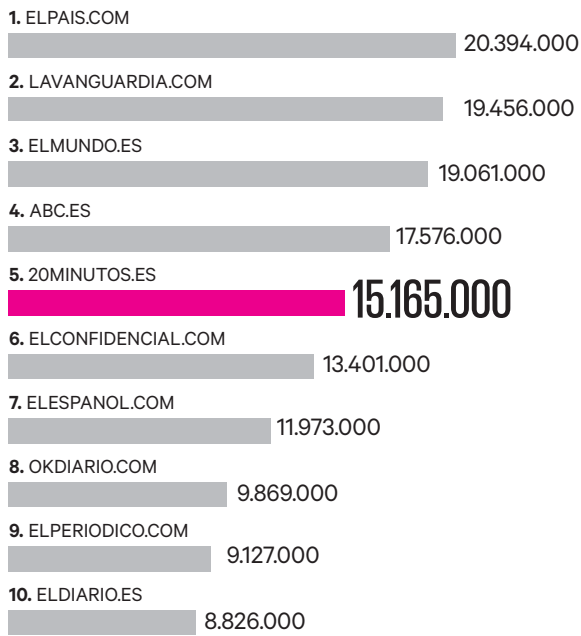 1. ELPAIS.COM
20.394.000
2. LAVANGUARDIA.COM
19.456.000
3. ELMUNDO.ES
19.061.000
4. ABC.ES
17.576.000
5. 20MINUTOS.ES
15.165.000
6. ELCONFIDENCIAL.COM
13.401.000
7. ELESPANOL.COM
11.973.000
8. OKDIARIO.COM
9.869.000
9. ELPERIODICO.COM
9.127.000
10. ELDIARIO.ES
8.826.000